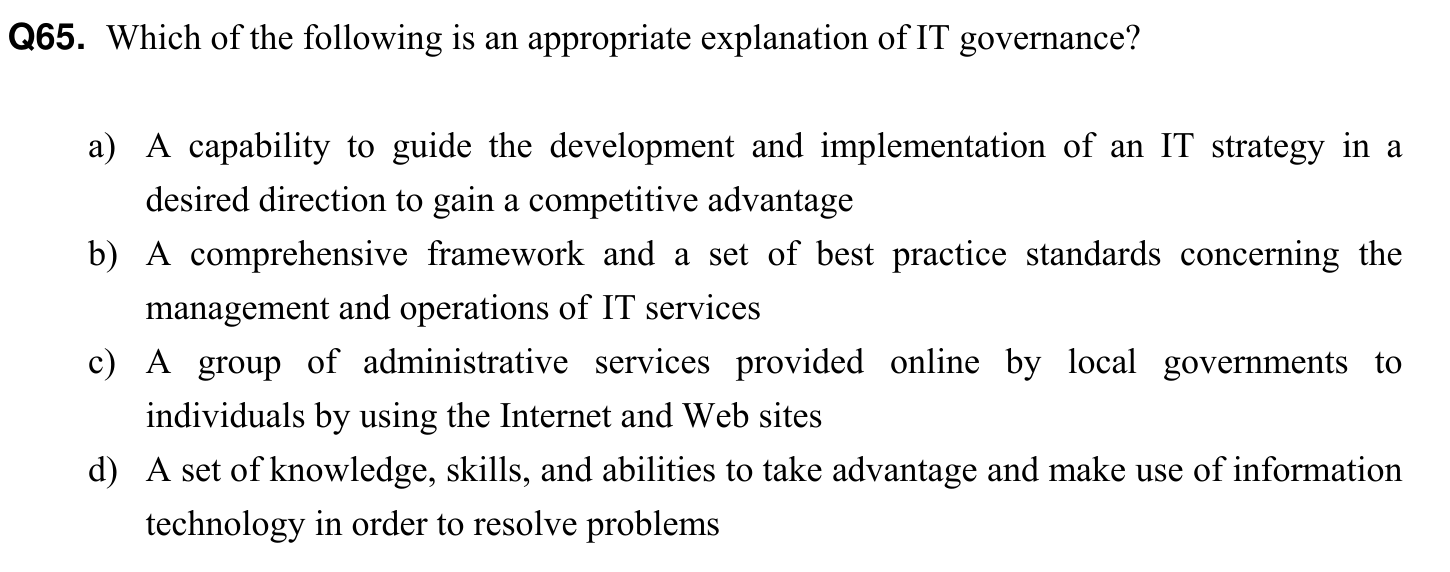 Q65. Which of the following is an appropriate explanation of IT governance?
a) A capability to guide the development and implementation of an IT strategy in a
desired direction to gain a competitive advantage
b) A comprehensive framework and a set of best practice standards concerning the
management and operations of IT services
c) A group of administrative services provided online by local governments to
individuals by using the Internet and Web sites
d) A set of knowledge, skills, and abilities to take advantage and make use of information
technology in order to resolve problems